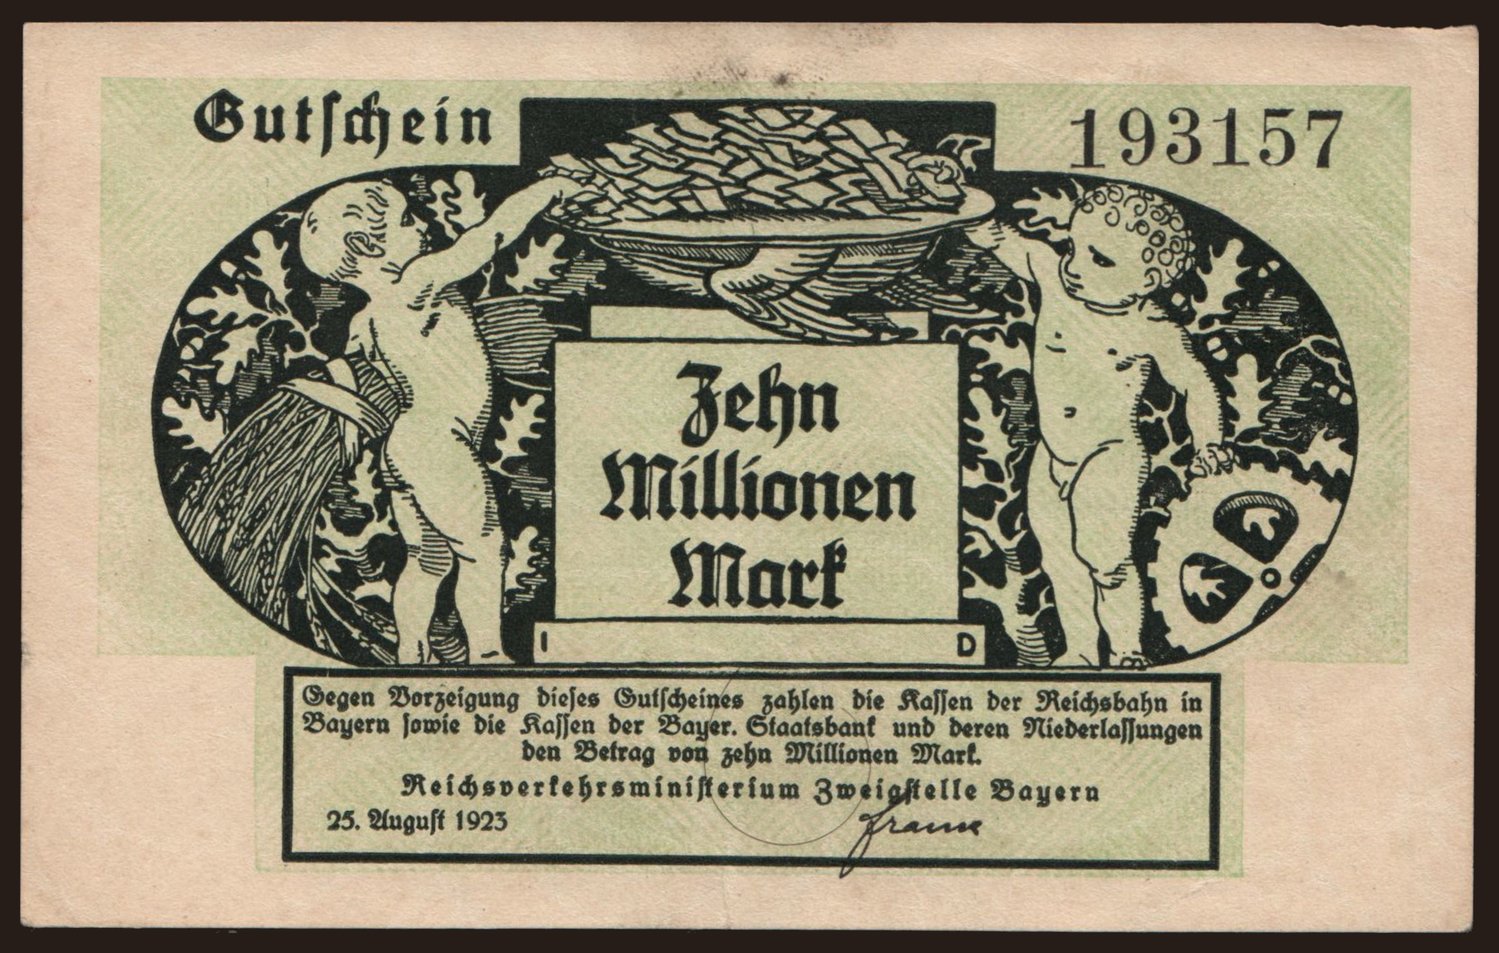 Gutschein
193157
Zehn
Millionen
Mark
I D
Gegen Vorzeigung dieses Gutscheines zahlen die Kassen der Reichsbahn in
Bayern sowie die Kassen der Bayer. Staatsbank und deren Niederlassungen
den Betrag von zehn Millionen Mark.
Reichsverkehrsministerium Zweigstelle Bayern
25. August 1923